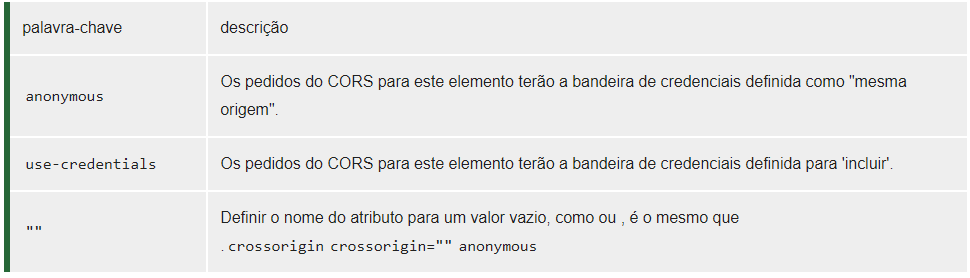 palavra-chave descrição
anonymous Os pedidos do CORS para este elemento terão a bandeira de credenciais definida como "mesma
origem".
use-credentials Os pedidos do CORS para este elemento terão a bandeira de credenciais definida para 'incluir'.
"" Definir o nome do atributo para um valor vazio, como ou , é o mesmo que
. crossorigin crossorigin="" anonymous